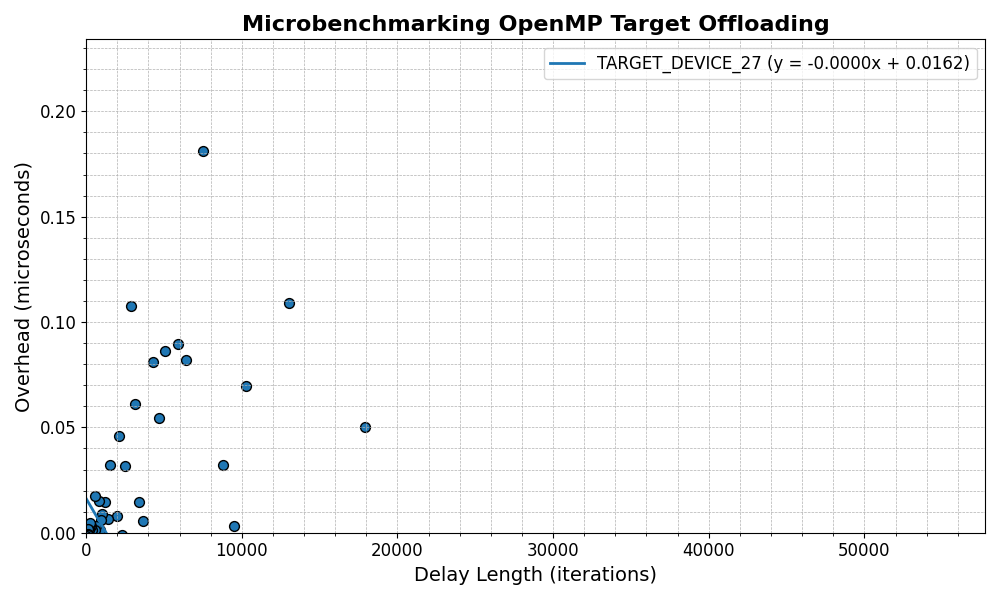 Microbenchmarking OpenMP Target Offloading
TARGET_DEVICE_27 (y = -0.0000x + 0.0162)
Overhead (microseconds)
0.20
0.15
0.10
0.05
0.00
0 10000 20000 30000 40000 50000
Delay Length (iterations)